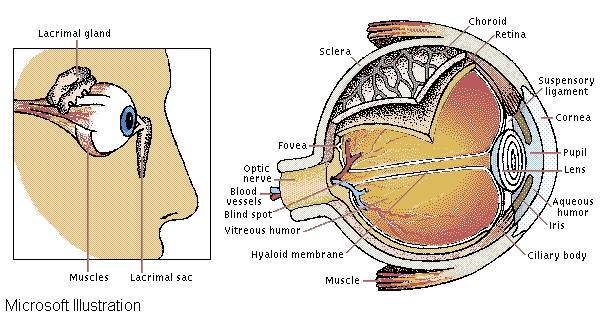 Lacrimal gland
Muscles
Lacrimal sac
Choroid
Retina
Sclera
Suspensory
ligament
Cornea
Fovea
Pupil
Optic
nerve
Lens
Blood
vessels
Blind spot
Aqueous
humor
Vitreous humor
Iris
Hyaloid membrane
Ciliary body
Muscle
Microsoft Illustration